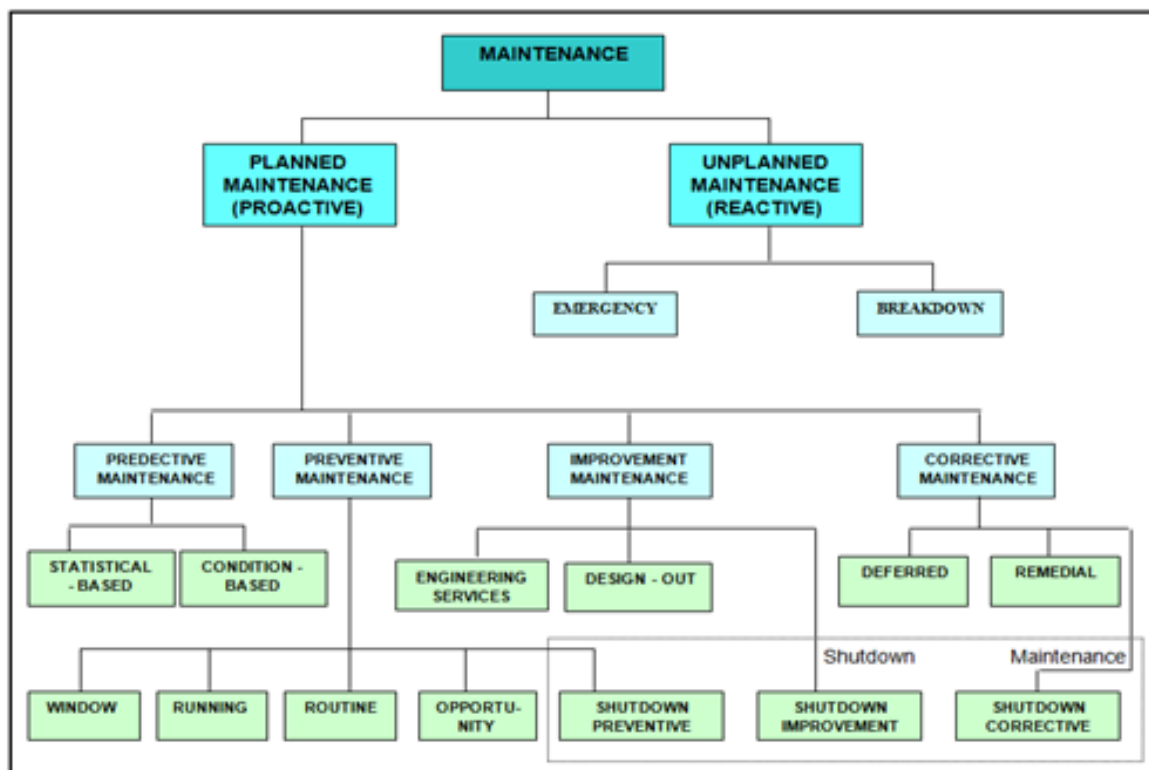 MAINTENANCE
PLANNED
MAINTENANCE
(PROACTIVE)
UNPLANNED
MAINTENANCE
(REACTIVE)
EMERGENCY
BREAKDOWN
PREDECTIVE
MAINTENANCE
PREVENTIVE
MAINTENANCE
IMPROVEMENT
MAINTENANCE
CORRECTIVE
MAINTENANCE
STATISTICAL
- BASED
CONDITION -
BASED
ENGINEERING
SERVICES
DESIGN - OUT
DEFERRED
REMEDIAL
Shutdown Maintenance
WINDOW
RUNNING
ROUTINE
OPPORTU-
NITY
SHUTDOWN
PREVENTIVE
SHUTDOWN
IMPROVEMENT
SHUTDOWN
CORRECTIVE